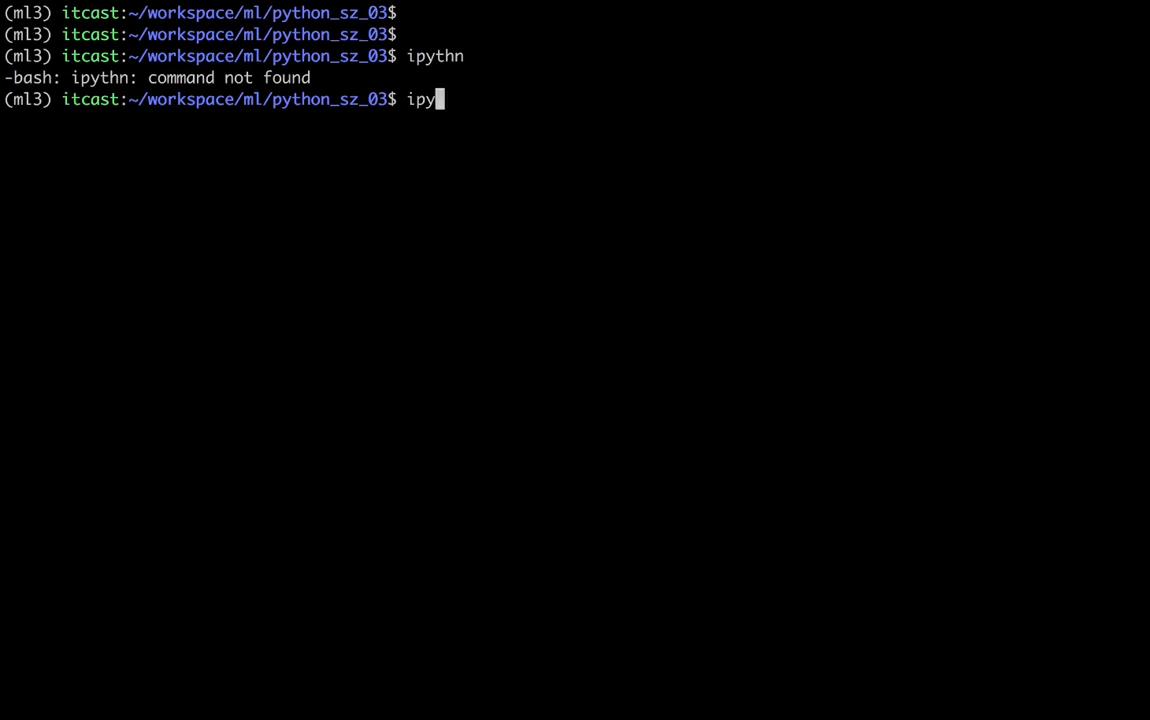 (ml3) itcast:~/workspace/ml/python_sz_03$
(ml3) itcast:~/workspace/ml/python_sz_03$
(ml3) itcast:~/workspace/ml/python_sz_03$ ipythn
-bash: ipythn: command not found
(ml3) itcast:~/workspace/ml/python_sz_03$ ipy